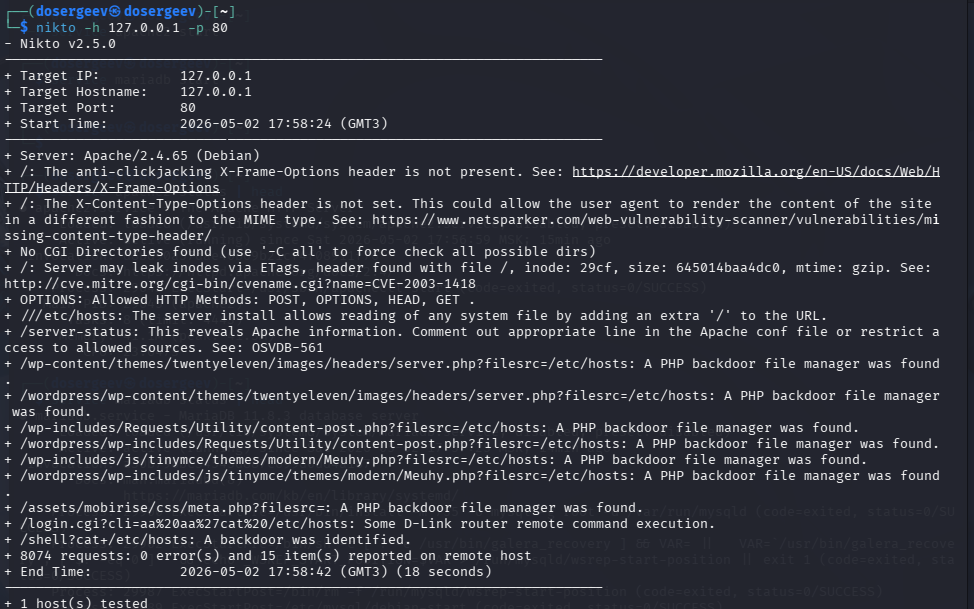 ┌──(dosergeev㉿dosergeev)-[~]
└─$ nikto -h 127.0.0.1 -p 80
- Nikto v2.5.0
---------------------------------------------------------------------------
+ Target IP:          127.0.0.1
+ Target Hostname:    127.0.0.1
+ Target Port:        80
+ Start Time:         2026-05-02 17:58:24 (GMT3)
---------------------------------------------------------------------------
+ Server: Apache/2.4.65 (Debian)
+ /: The anti-clickjacking X-Frame-Options header is not present. See: https://developer.mozilla.org/en-US/docs/Web/H
TTP/Headers/X-Frame-Options
+ /: The X-Content-Type-Options header is not set. This could allow the user agent to render the content of the site
in a different fashion to the MIME type. See: https://www.netsparker.com/web-vulnerability-scanner/vulnerabilities/mi
ssing-content-type-header/
+ No CGI Directories found (use '-C all' to force check all possible dirs)
+ /: Server may leak inodes via ETags, header found with file /, inode: 29cf, size: 645014baa4dc0, mtime: gzip. See:
http://cve.mitre.org/cgi-bin/cvename.cgi?name=CVE-2003-1418
+ OPTIONS: Allowed HTTP Methods: POST, OPTIONS, HEAD, GET .
+ ///etc/hosts: The server install allows reading of any system file by adding an extra '/' to the URL.
+ /server-status: This reveals Apache information. Comment out appropriate line in the Apache conf file or restrict a
ccess to allowed sources. See: OSVDB-561
+ /wp-content/themes/twentyeleven/images/headers/server.php?filesrc=/etc/hosts: A PHP backdoor file manager was found
.
+ /wordpress/wp-content/themes/twentyeleven/images/headers/server.php?filesrc=/etc/hosts: A PHP backdoor file manager
 was found.
+ /wp-includes/Requests/Utility/content-post.php?filesrc=/etc/hosts: A PHP backdoor file manager was found.
+ /wordpress/wp-includes/Requests/Utility/content-post.php?filesrc=/etc/hosts: A PHP backdoor file manager was found.
+ /wp-includes/js/tinymce/themes/modern/Meuhy.php?filesrc=/etc/hosts: A PHP backdoor file manager was found.
+ /wordpress/wp-includes/js/tinymce/themes/modern/Meuhy.php?filesrc=/etc/hosts: A PHP backdoor file manager was found
.
+ /assets/mobirise/css/meta.php?filesrc=: A PHP backdoor file manager was found.
+ /login.cgi?cli=aa%20aa%27cat%20/etc/hosts: Some D-Link router remote command execution.
+ /shell?cat+/etc/hosts: A backdoor was identified.
+ 8074 requests: 0 error(s) and 15 item(s) reported on remote host
+ End Time:           2026-05-02 17:58:42 (GMT3) (18 seconds)
---------------------------------------------------------------------------
+ 1 host(s) tested